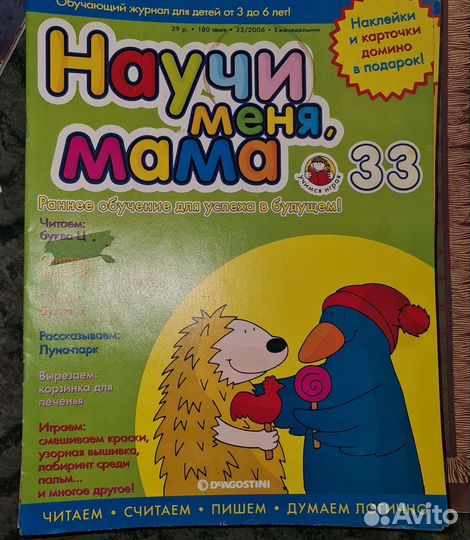 Обучающий журнал для детей от 3 до 6 лет!
39 р. • 180 тенге • 33/2006 • Еженедельник
Наклейки
и карточки
домино
в подарок!
Научи
меня,
мама
учимся играя
33
Раннее обучение для успеха в будущем!
Читаем:
буква Ц
Рассказываем:
Луна-парк
Вырезаем:
корзинка для
печенья
Играем:
смешиваем краски,
узорная вышивка,
лабиринт среди
пальм...
и многое другое!
DeAGOSTINI
ЧИТАЕМ • СЧИТАЕМ • ПИШЕМ • ДУМАЕМ ЛОГИЧНО
Avito